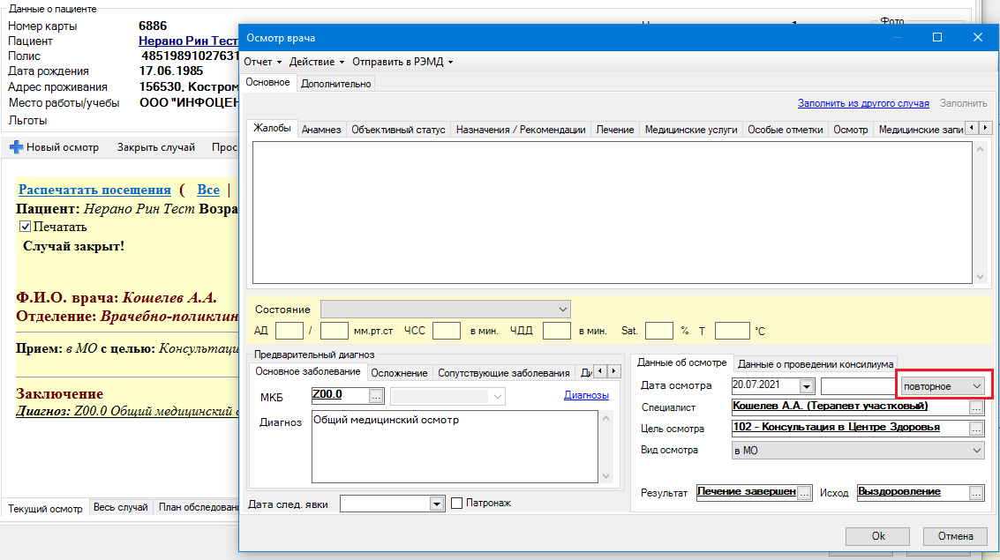 Данные о пациенте
Номер карты 6886
Пациент Нерано Рин Тест
Полис 48519891027631
Дата рождения 17.06.1985
Адрес проживания 156530, Костром
Место работы/учебы ООО "ИНФОЦЕН
Льготы
Фото
Новый осмотр Закрыть случай Прос
Распечатать посещения ( Все |
Пациент: Нерано Рин Тест Возра
Печатать
Случай закрыт!
Ф.И.О. врача: Кошелев А.А.
Отделение: Врачебно-поликлин
Прием: в МО с целью: Консультаци
Заключение
Диагноз: Z00.0 Общий медицинский
Текущий осмотр Весь случай План обследован
Осмотр врача
Отчет Действие Отправить в РЭМД
Основное Дополнительно
Заполнить из другого случая Заполнить
Жалобы Анамнез Объективный статус Назначения / Рекомендации Лечение Медицинские услуги Особые отметки Осмотр Медицинские запи
Состояние
АД / мм.рт.ст ЧСС в мин. ЧДД в мин. Sat. % Т °C
Предварительный диагноз
Основное заболевание Осложнение Сопутствующие заболевания Ди
МКБ Z00.0 ... Диагнозы
Диагноз Общий медицинский осмотр
Дата след. явки Патронаж
Данные об осмотре Данные о проведении консилиума
Дата осмотра 20.07.2021 повторное
Специалист Кошелев А.А. (Терапевт участковый) ...
Цель осмотра 102 - Консультация в Центре Здоровья ...
Вид осмотра в МО
Результат Лечение завершен ... Исход Выздоровление ...
Ok Отмена